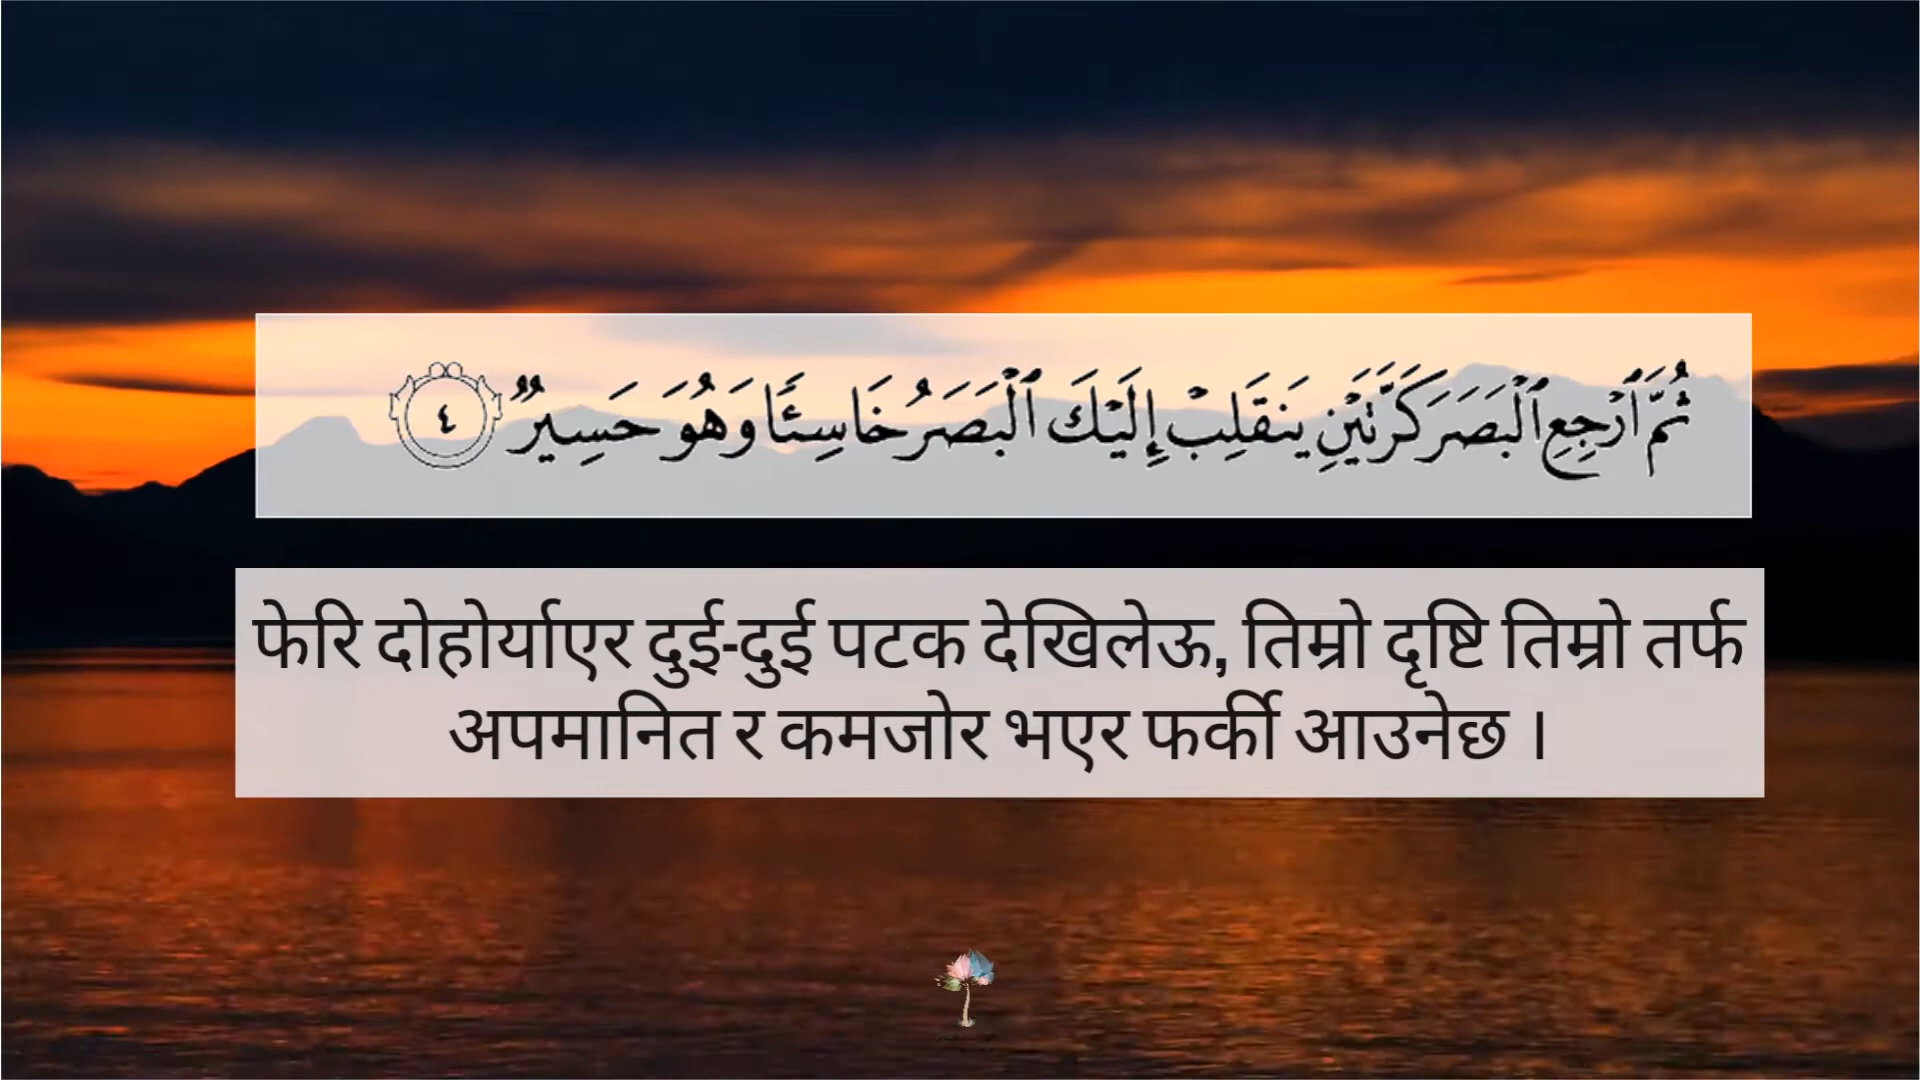 ثُمَّ ٱرْجِعِ ٱلْبَصَرَ كَرَّتَيْنِ يَنقَلِبْ إِلَيْكَ ٱلْبَصَرُ خَاسِئًا وَهُوَ حَسِيرٌ ٤
फेरि दोहोर्याएर दुई-दुई पटक देखिलेऊ, तिम्रो दृष्टि तिम्रो तर्फ
अपमानित र कमजोर भएर फर्की आउनेछ ।